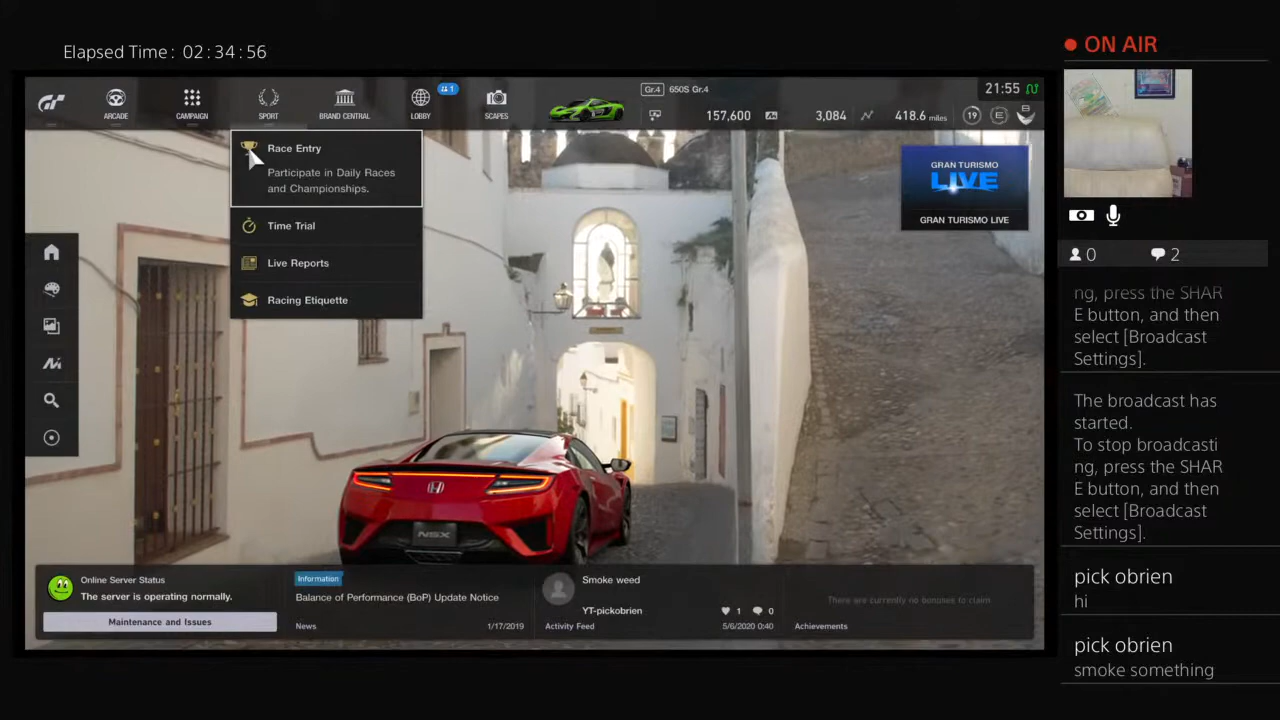 Elapsed Time: 02:34:56
ON AIR
ARCADE
CAMPAIGN
SPORT
BRAND CENTRAL
LOBBY
1
SCAPES
Gr.4 650S Gr.4
21:55
157,600
3,084
418.6 miles
19
E
B
Race Entry
Participate in Daily Races
and Championships.
Time Trial
Live Reports
Racing Etiquette
GRAN TURISMO
LIVE
GRAN TURISMO LIVE
NSX
Online Server Status
The server is operating normally.
Maintenance and Issues
Information
Balance of Performance (BoP) Update Notice
News 1/17/2019
Smoke weed
YT-pickobrien 1 0
Activity Feed 5/6/2020 0:40
There are currently no bonuses to claim.
Achievements
0 2
ng, press the SHAR
E button, and then
select [Broadcast
Settings].
The broadcast has
started.
To stop broadcasti
ng, press the SHAR
E button, and then
select [Broadcast
Settings].
pick obrien
hi
pick obrien
smoke something